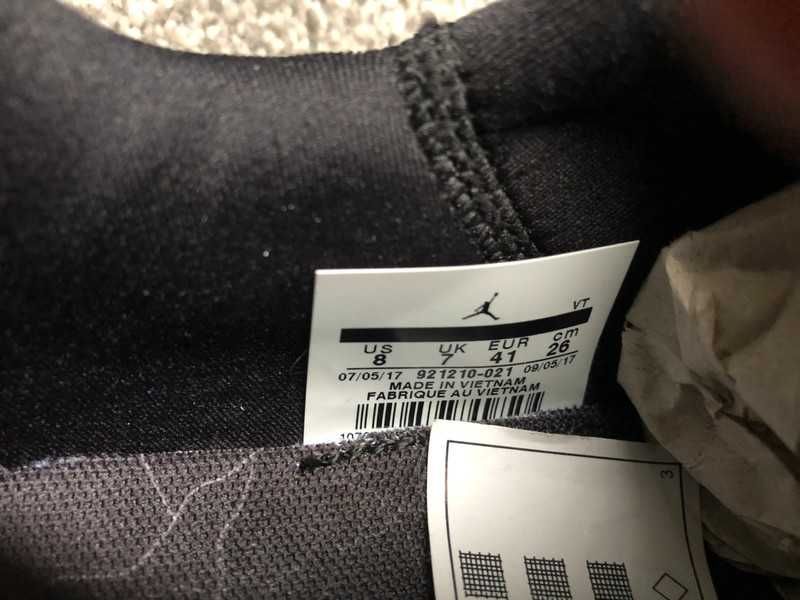 VT
US UK EUR cm
8 7 41 26
07/05/17 921210-021 09/05/17
MADE IN VIETNAM
FABRIQUE AU VIETNAM
3